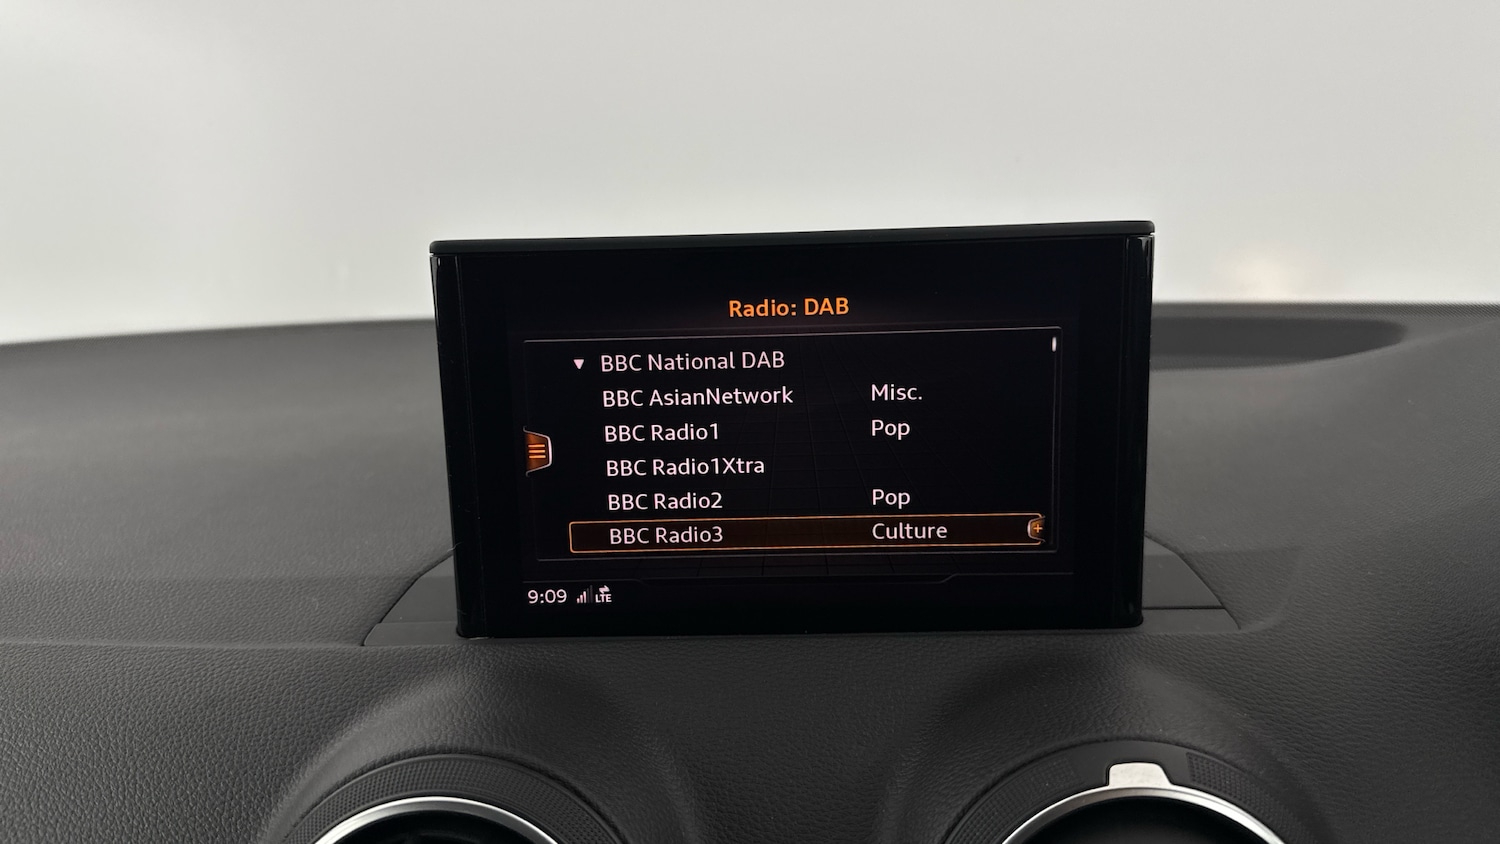 Radio: DAB
BBC National DAB
BBC AsianNetwork Misc.
BBC Radio1 Pop
BBC Radio1Xtra
BBC Radio2 Pop
BBC Radio3 Culture
9:09 LTE